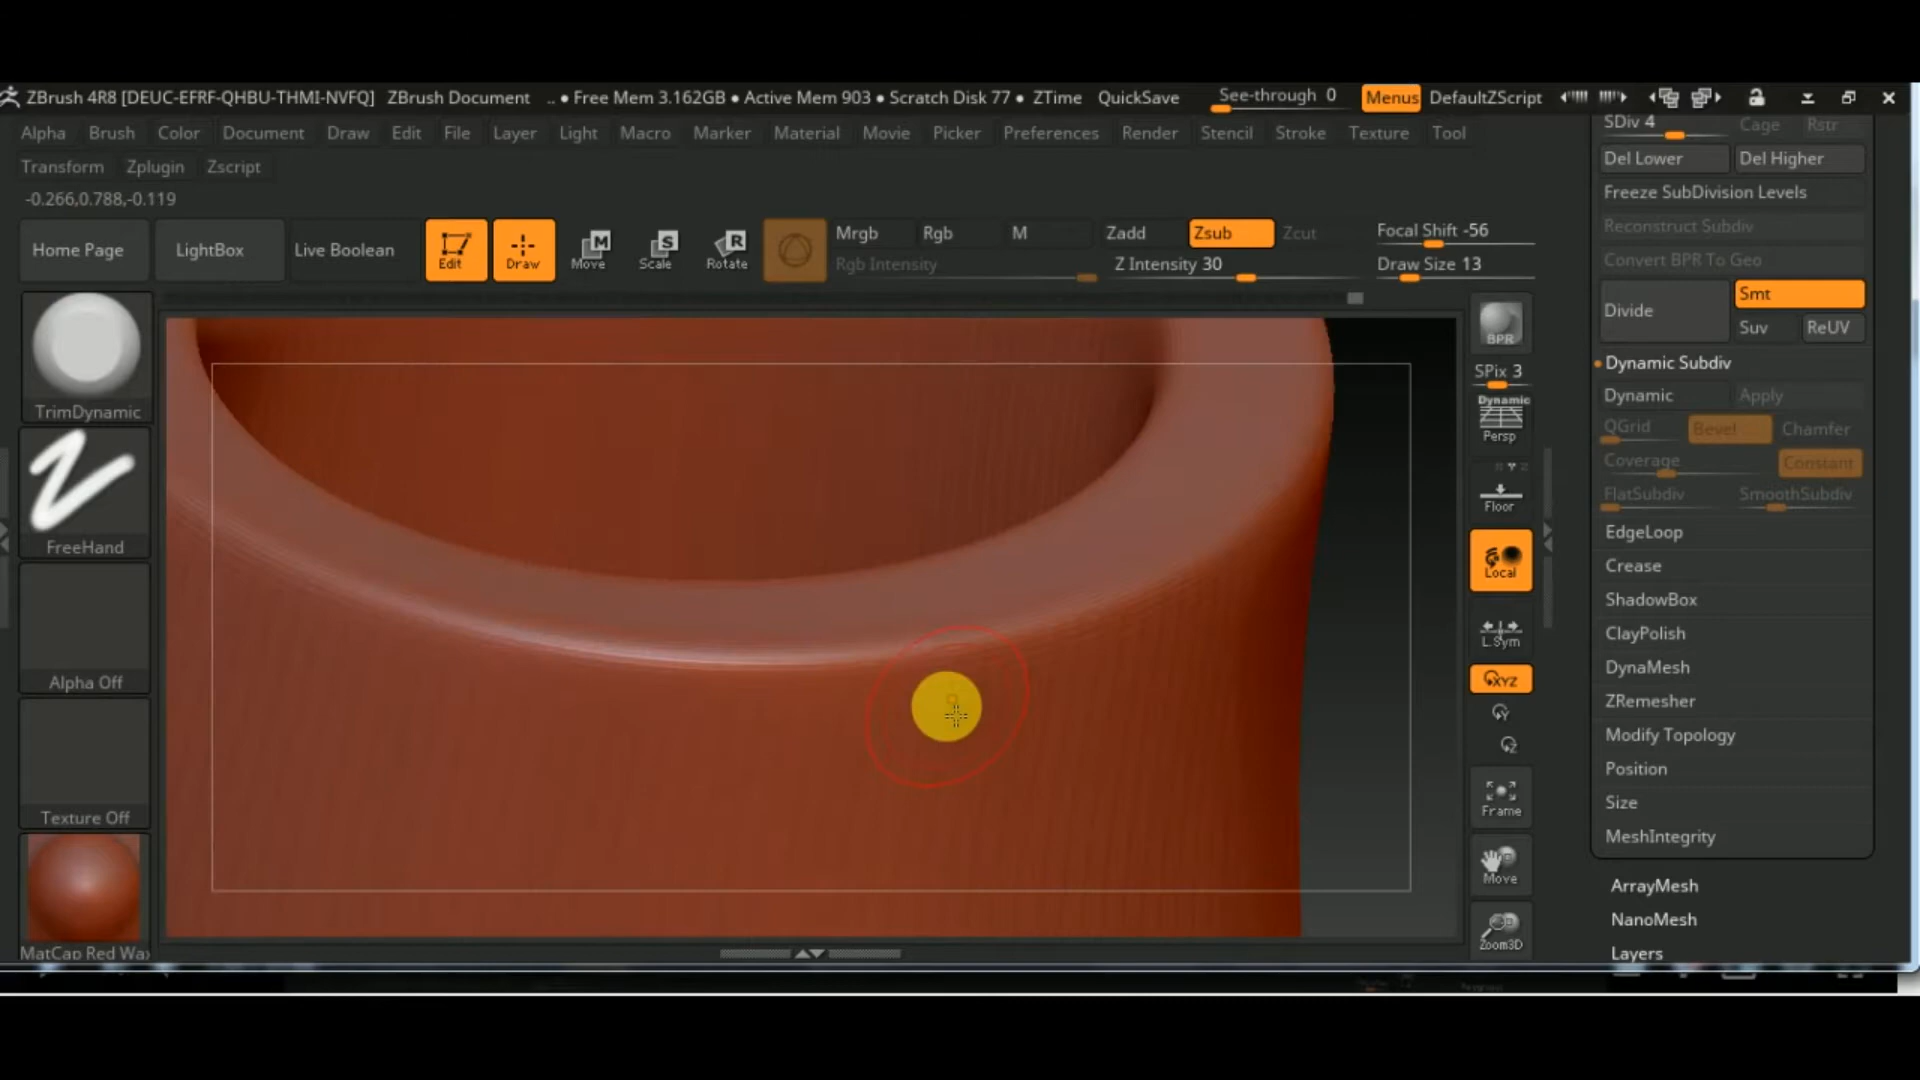 ZBrush 4R8 [DEUC-EFRF-QHBU-THMI-NVFQ] ZBrush Document .. • Free Mem 3.162GB • Active Mem 903 • Scratch Disk 77 • ZTime QuickSave See-through 0 Menus DefaultZScript
Alpha Brush Color Document Draw Edit File Layer Light Macro Marker Material Movie Picker Preferences Render Stencil Stroke Texture Tool
Transform Zplugin Zscript
-0.266,0.788,-0.119
Home Page LightBox Live Boolean Edit Draw Move Scale Rotate
M S R
Mrgb Rgb M Zadd Zsub Zcut Focal Shift -56
Rgb Intensity Z Intensity 30 Draw Size 13
TrimDynamic
FreeHand
Alpha Off
Texture Off
MatCap Red Wax
BPR
SPix 3
Dynamic
Persp
Floor
Local
L.Sym
XYZ
Y
Z
Frame
Move
Zoom3D
SDiv 4 Cage Rstr
Del Lower Del Higher
Freeze SubDivision Levels
Reconstruct Subdiv
Convert BPR To Geo
Divide Smt
Suv ReUV
Dynamic Subdiv
Dynamic Apply
QGrid Bevel Chamfer
Coverage Constant
FlatSubdiv SmoothSubdiv
EdgeLoop
Crease
ShadowBox
ClayPolish
DynaMesh
ZRemesher
Modify Topology
Position
Size
MeshIntegrity
ArrayMesh
NanoMesh
Layers